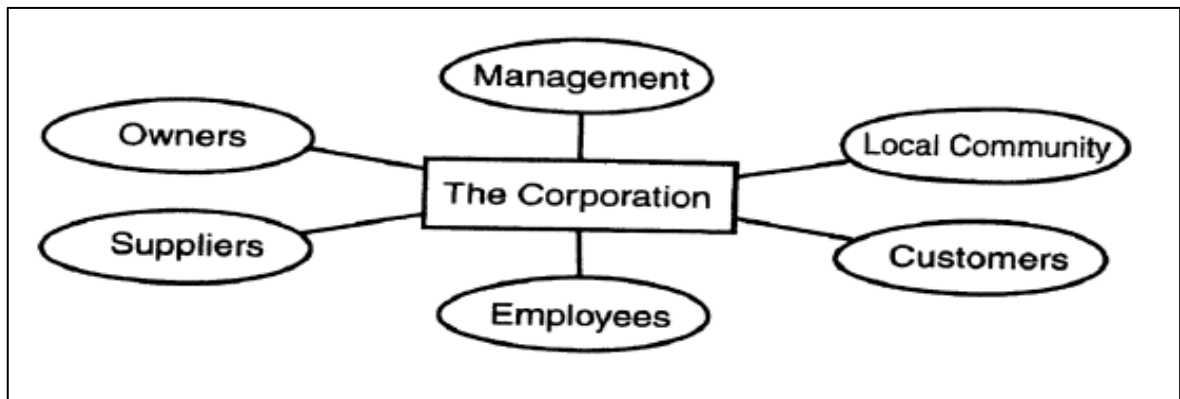 Management
Owners
Local Community
The Corporation
Suppliers
Customers
Employees